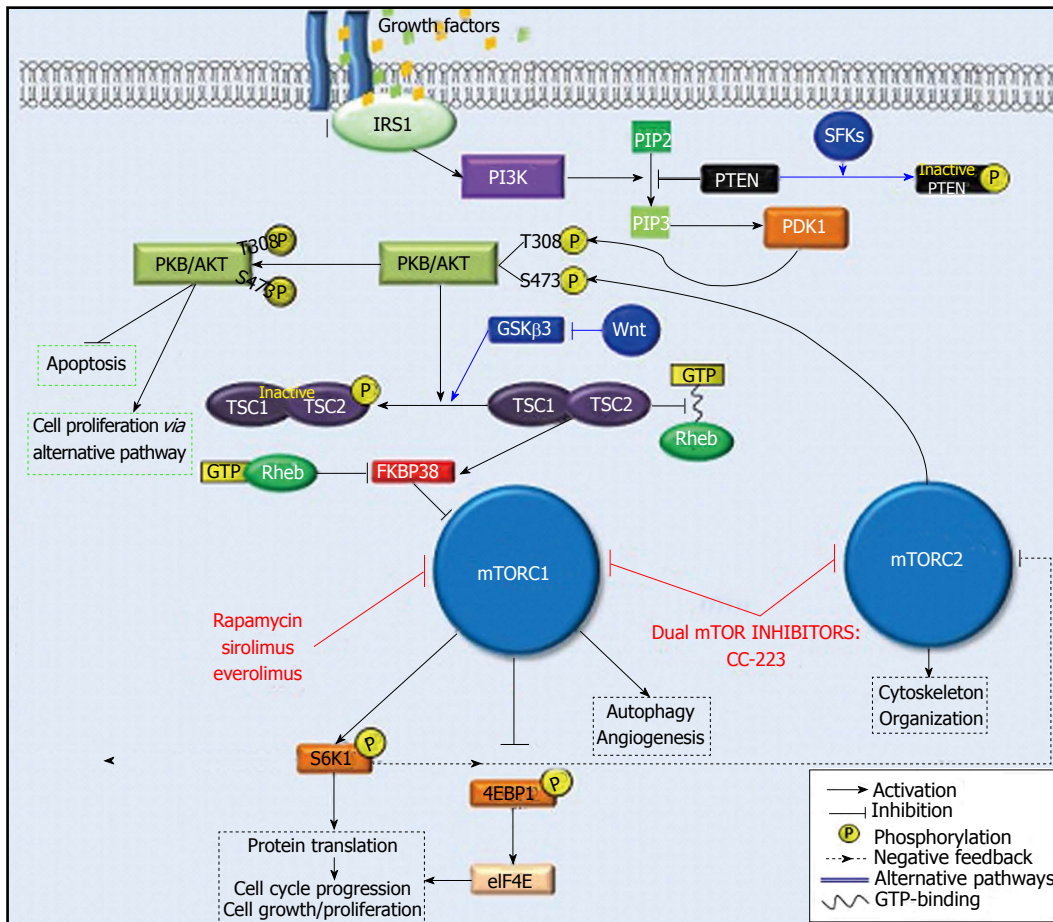 Growth factors
IRS1
PIP2
SFKs
PI3K
PTEN
Inactive
PTEN
P
PIP3
PDK1
PKB/AKT
T308
P
S473
P
PKB/AKT
T308
P
S473
P
GSKβ3
Wnt
Apoptosis
GTP
Inactive
P
TSC1
TSC2
TSC1
TSC2
Rheb
Cell proliferation via
alternative pathway
GTP
Rheb
FKBP38
mTORC1
mTORC2
Rapamycin
sirolimus
everolimus
Dual mTOR INHIBITORS:
CC-223
Cytoskeleton
Organization
Autophagy
Angiogenesis
S6K1
P
4EBP1
P
Protein translation
Cell cycle progression
Cell growth/proliferation
eIF4E
Activation
Inhibition
P
Phosphorylation
Negative feedback
Alternative pathways
GTP-binding